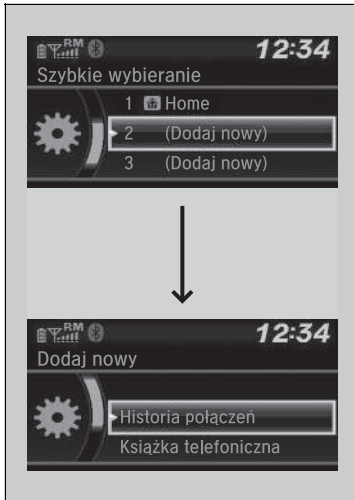 RM 12:34
Szybkie wybieranie
1 Home
2 (Dodaj nowy)
3 (Dodaj nowy)
RM 12:34
Dodaj nowy
Historia połączeń
Książka telefoniczna